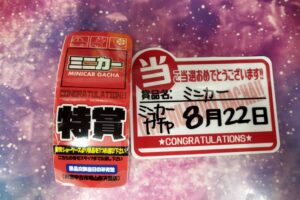 ミニカー
MINICAR GACHA
CONGRATULATIONS!
特賞
当
ご当選おめでとうございます!!
賞品名: ミニカー
ミニカー
ガチャ
8月22日
★CONGRATULATIONS★